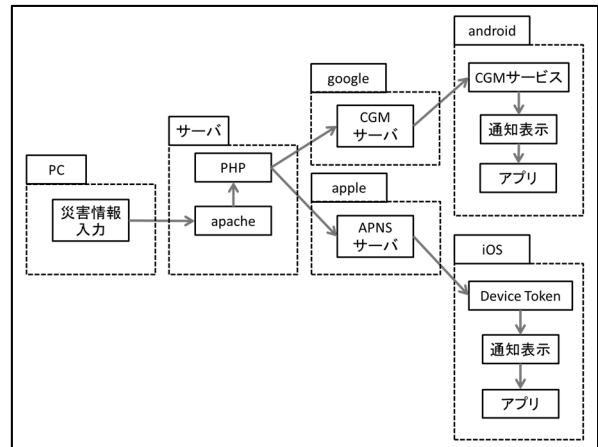 PC
災害情報
入力
サーバ
PHP
apache
google
CGM
サーバ
apple
APNS
サーバ
android
CGMサービス
通知表示
アプリ
iOS
Device Token
通知表示
アプリ